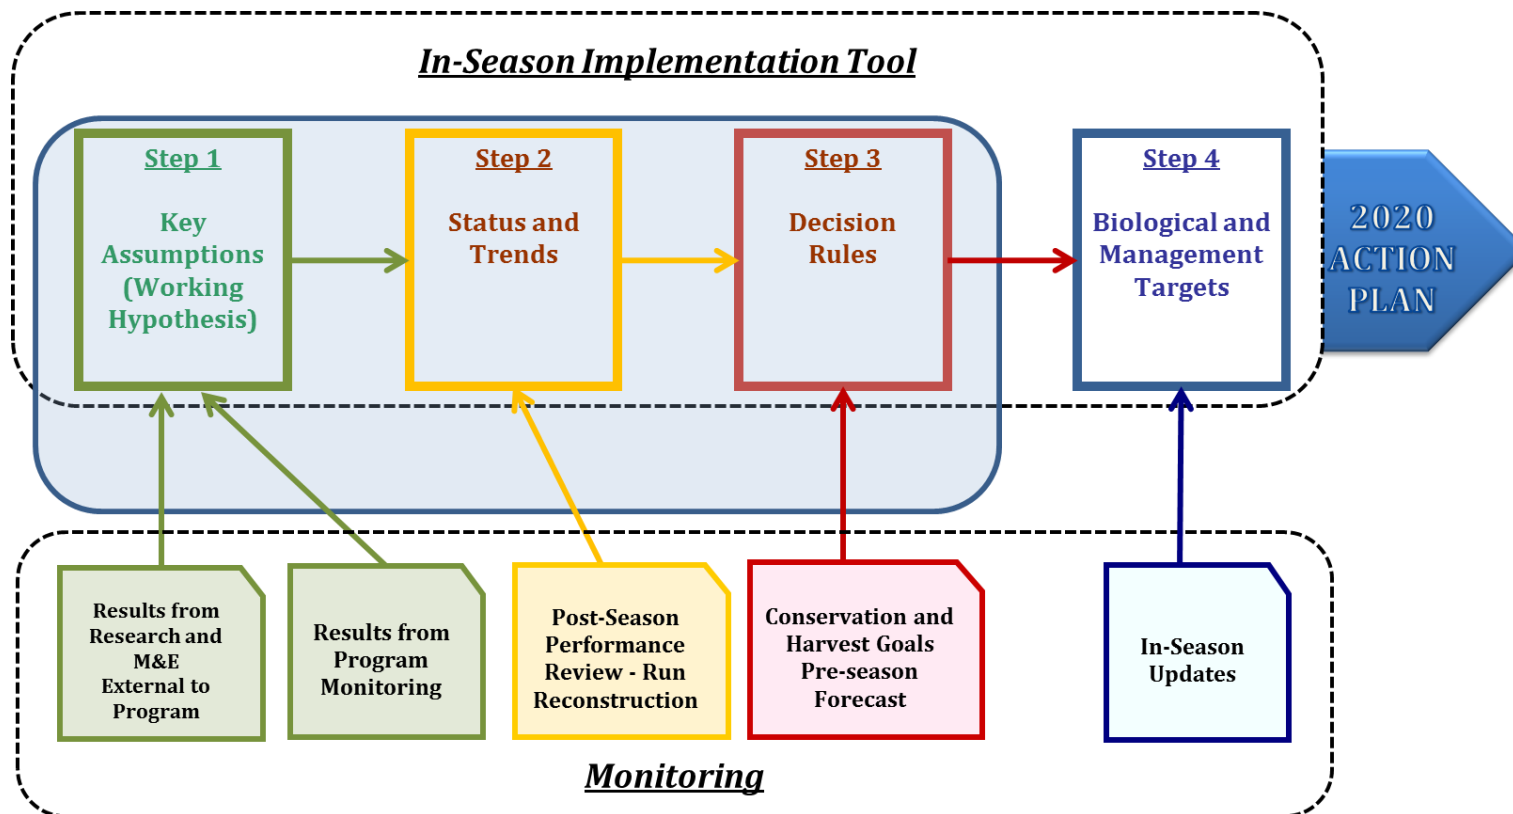 In-Season Implementation Tool
Step 1
Key
Assumptions
(Working
Hypothesis)
Step 2
Status and
Trends
Step 3
Decision
Rules
Step 4
Biological and
Management
Targets
2020
ACTION
PLAN
Results from
Research and
M&E
External to
Program
Results from
Program
Monitoring
Post-Season
Performance
Review - Run
Reconstruction
Conservation and
Harvest Goals
Pre-season
Forecast
In-Season
Updates
Monitoring